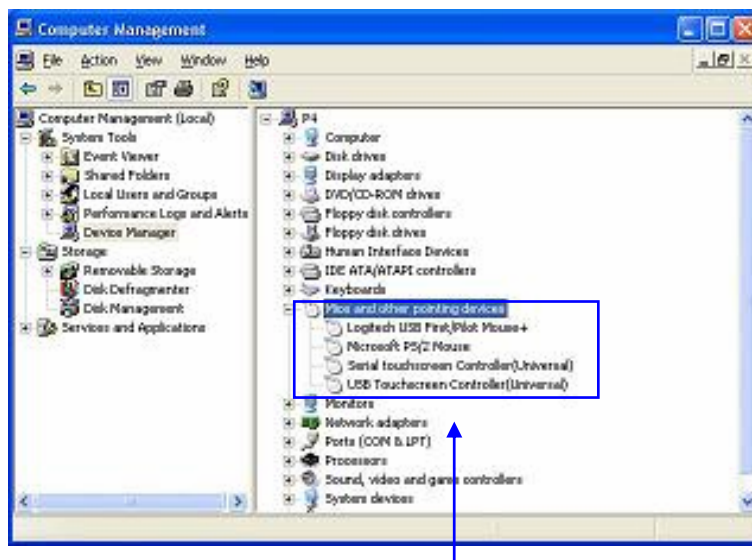 Computer Management
File Action View Window Help
Computer Management (Local)
System Tools
Event Viewer
Shared Folders
Local Users and Groups
Performance Logs and Alerts
Device Manager
Storage
Removable Storage
Disk Defragmenter
Disk Management
Services and Applications
P4
Computer
Disk drives
Display adapters
DVD/CD-ROM drives
Floppy disk controllers
Floppy disk drives
Human Interface Devices
IDE ATA/ATAPI controllers
Keyboards
Mice and other pointing devices
Logitech USB First/Pilot Mouse+
Microsoft PS/2 Mouse
Serial touchscreen Controller(Universal)
USB Touchscreen Controller(Universal)
Monitors
Network adapters
Ports (COM & LPT)
Processors
Sound, video and game controllers
System devices